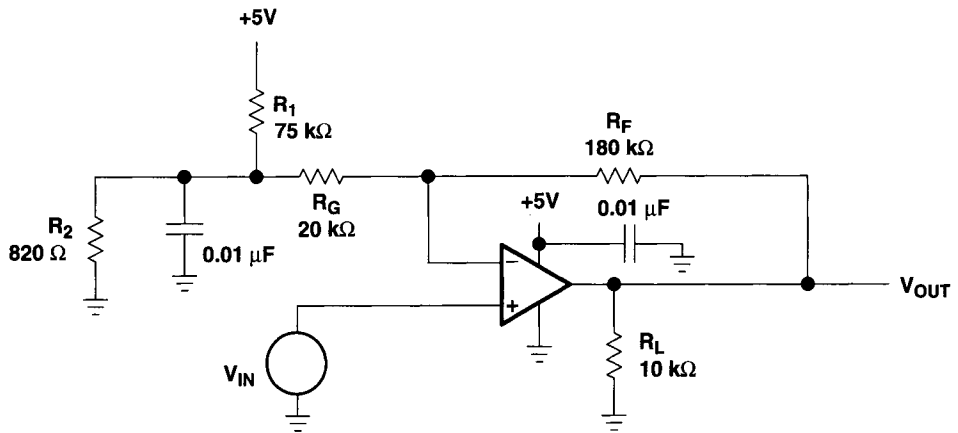 +5V
R1
75 kΩ
RF
180 kΩ
+5V
0.01 µF
RG
20 kΩ
R2
820 Ω
0.01 µF
−
+
VOUT
RL
10 kΩ
VIN